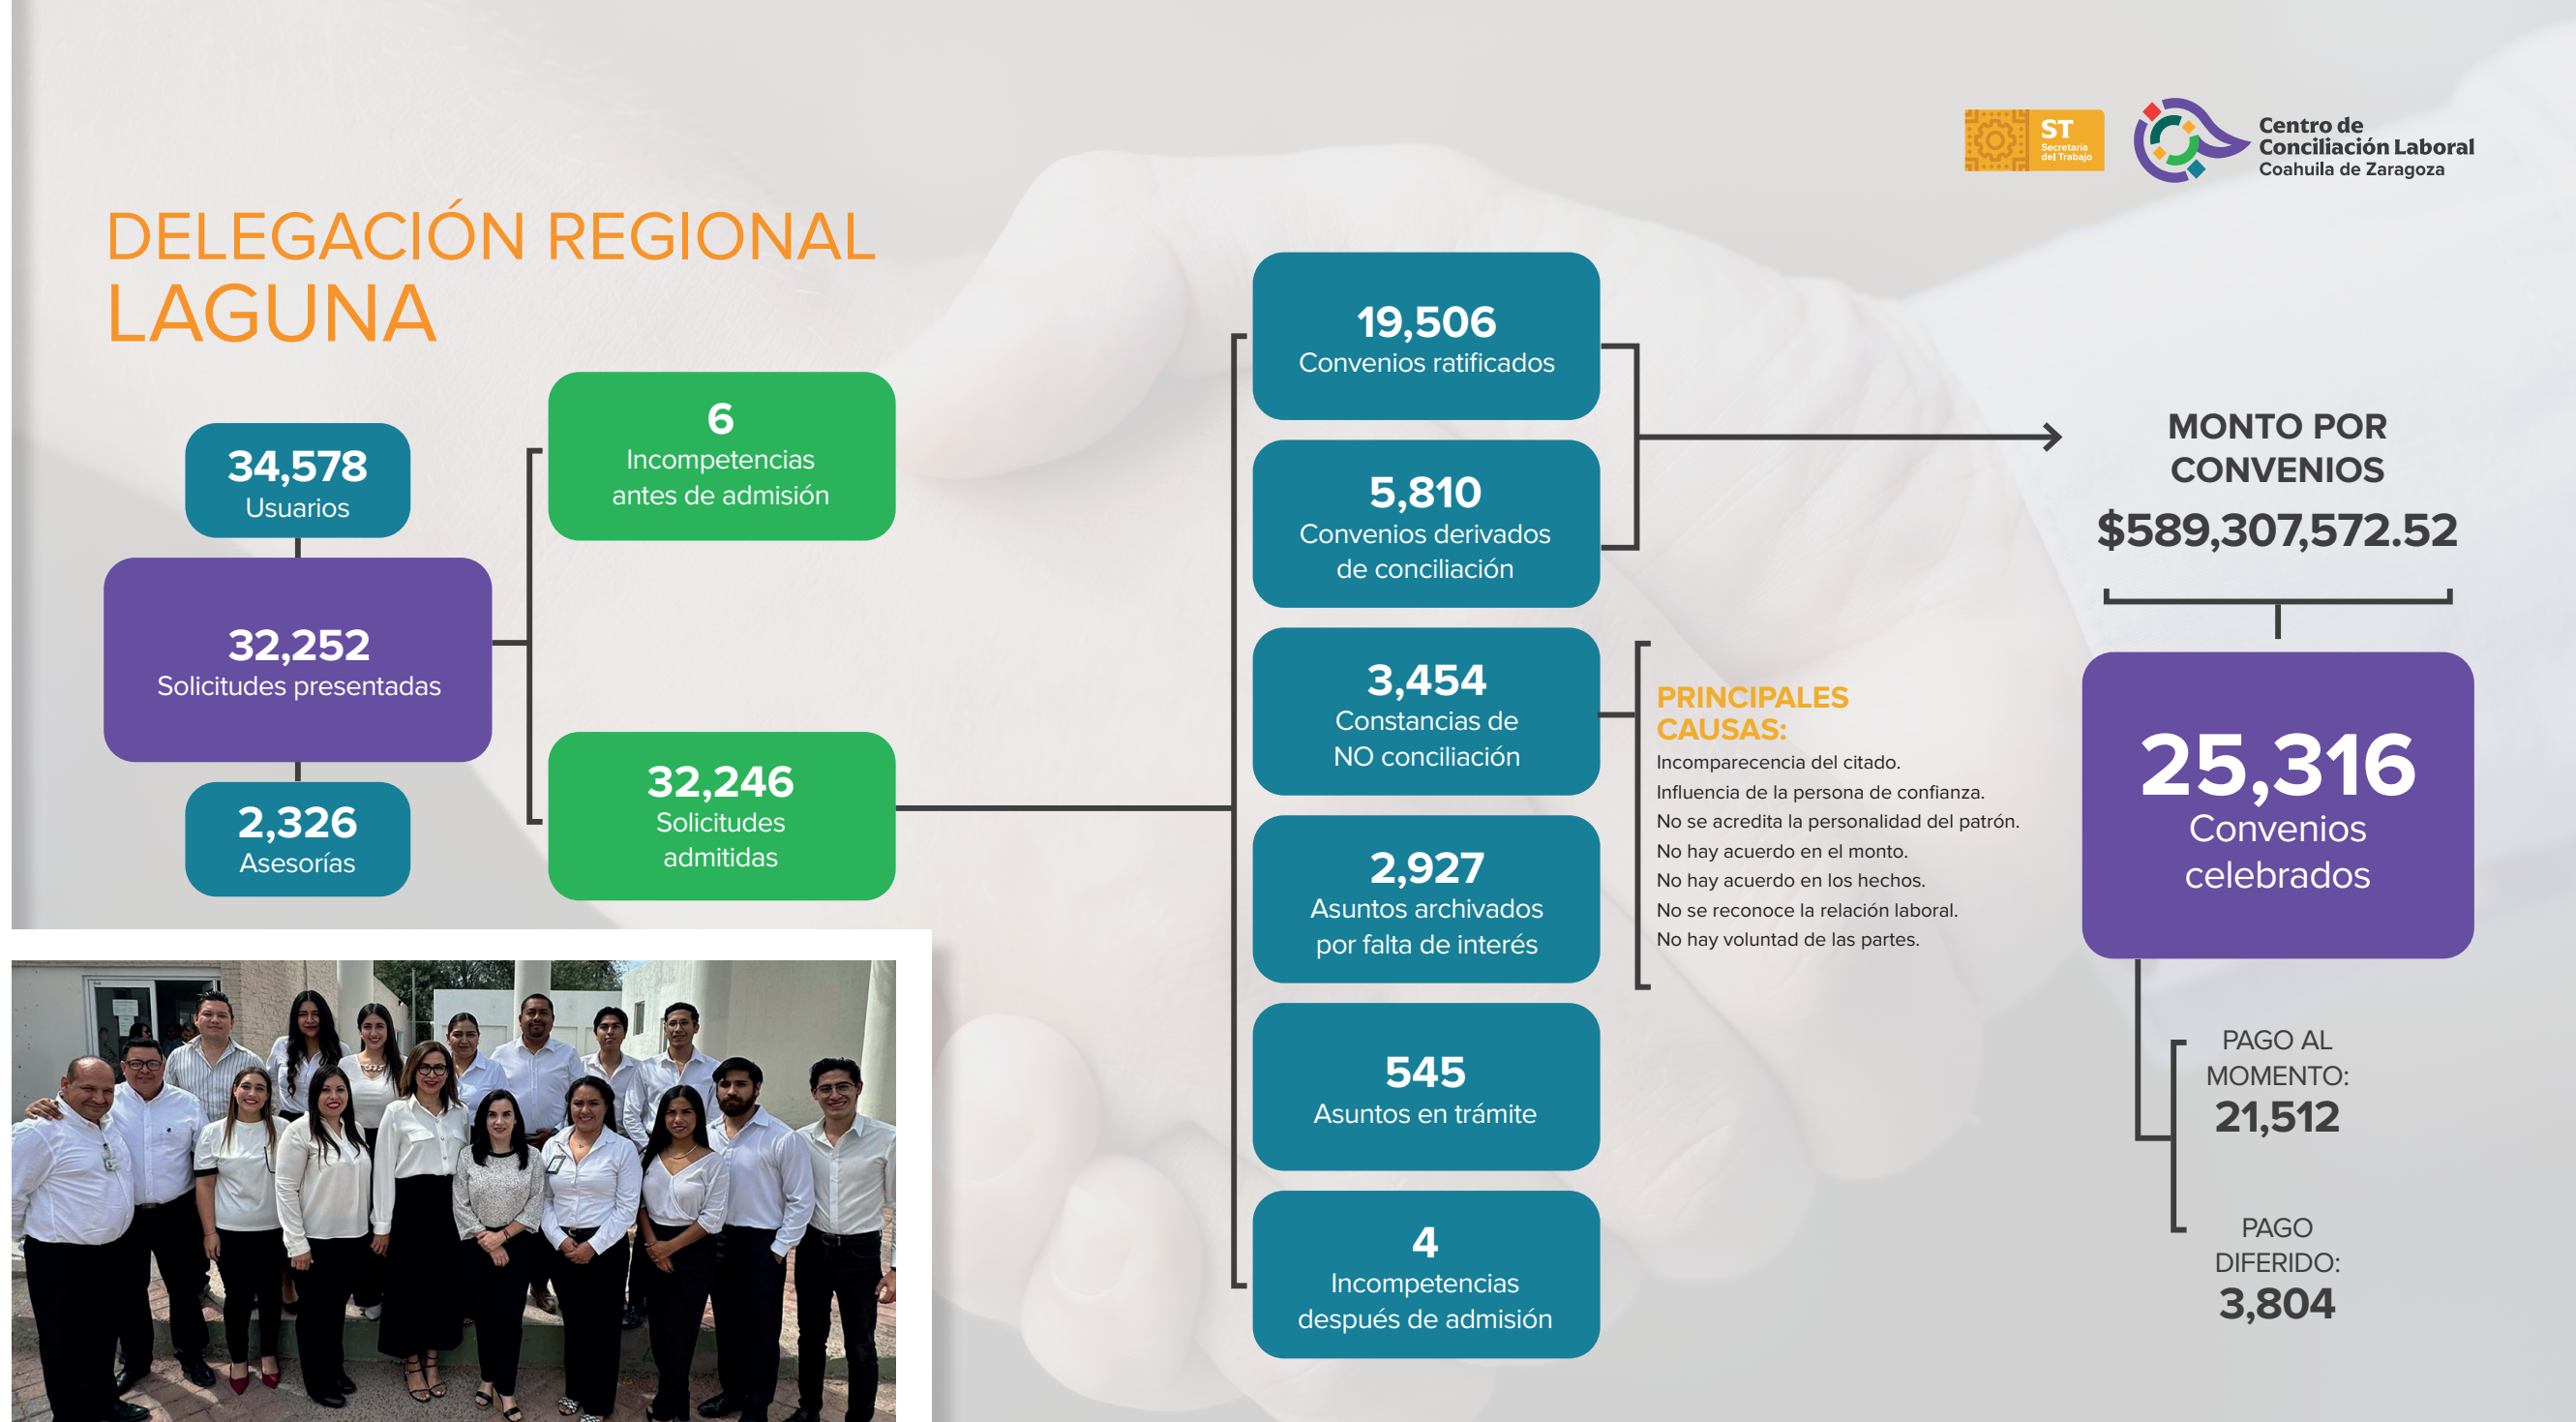 ST
Secretaría
del Trabajo
Centro de
Conciliación Laboral
Coahuila de Zaragoza
DELEGACIÓN REGIONAL
LAGUNA
34,578
Usuarios
32,252
Solicitudes presentadas
2,326
Asesorías
6
Incompetencias
antes de admisión
32,246
Solicitudes
admitidas
19,506
Convenios ratificados
5,810
Convenios derivados
de conciliación
3,454
Constancias de
NO conciliación
2,927
Asuntos archivados
por falta de interés
545
Asuntos en trámite
4
Incompetencias
después de admisión
PRINCIPALES
CAUSAS:
Incomparecencia del citado.
Influencia de la persona de confianza.
No se acredita la personalidad del patrón.
No hay acuerdo en el monto.
No hay acuerdo en los hechos.
No se reconoce la relación laboral.
No hay voluntad de las partes.
MONTO POR
CONVENIOS
$589,307,572.52
25,316
Convenios
celebrados
PAGO AL
MOMENTO:
21,512
PAGO
DIFERIDO:
3,804